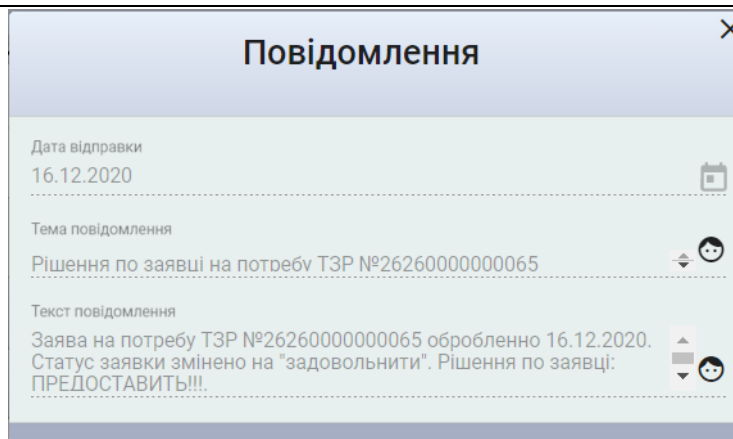 Повідомлення
Дата відправки
16.12.2020
Тема повідомлення
Рішення по заявці на потребу ТЗР №26260000000065
Текст повідомлення
Заява на потребу ТЗР №26260000000065 обробленно 16.12.2020.
Статус заявки змінено на "задовольнити". Рішення по заявці:
ПРЕДОСТАВИТЬ!!!.